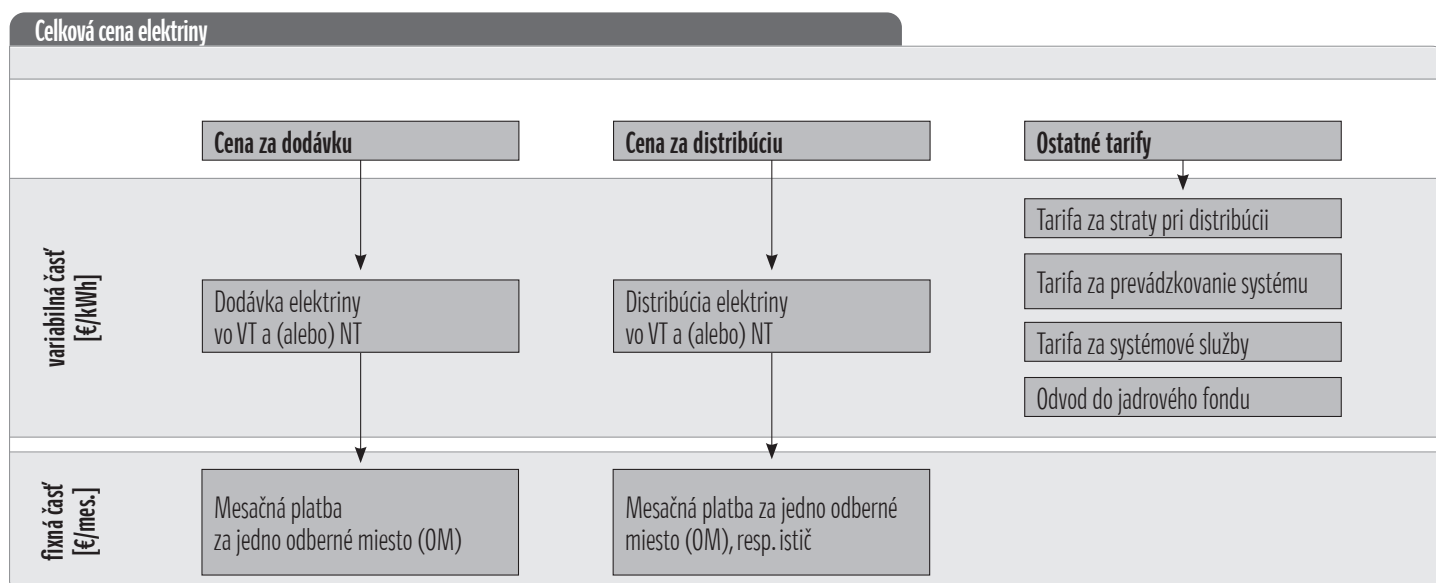 Celková cena elektriny
Cena za dodávku
Cena za distribúciu
Ostatné tarify
variabilná časť
[€/kWh]
Dodávka elektriny
vo VT a (alebo) NT
Distribúcia elektriny
vo VT a (alebo) NT
Tarifa za straty pri distribúcii
Tarifa za prevádzkovanie systému
Tarifa za systémové služby
Odvod do jadrového fondu
fixná časť
[€/mes.]
Mesačná platba
za jedno odberné miesto (OM)
Mesačná platba za jedno odberné
miesto (OM), resp. istič